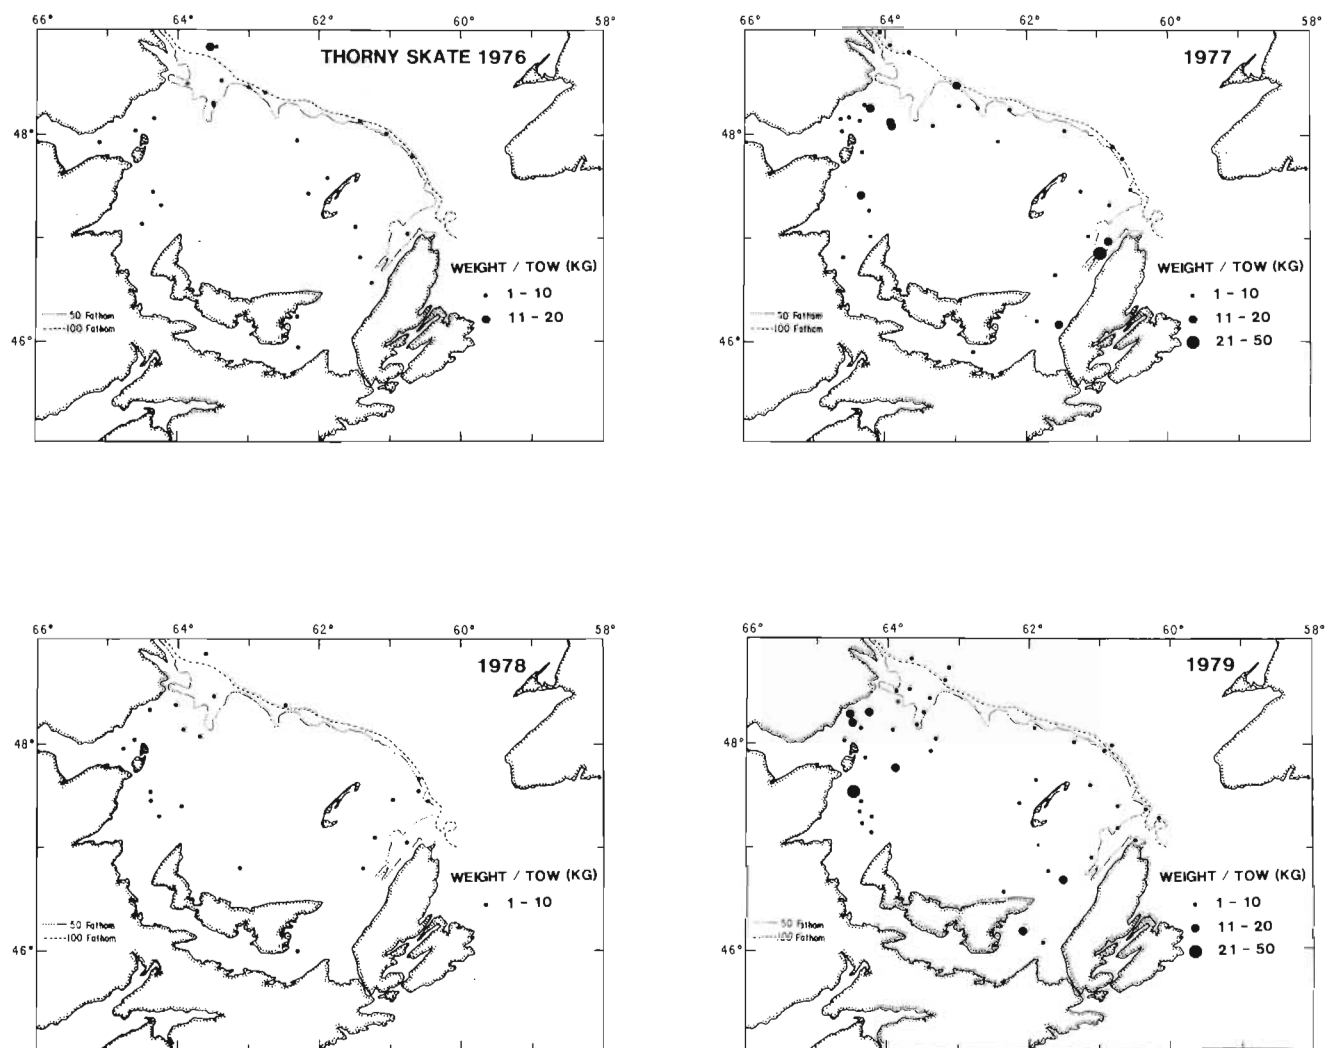 66° 64° 62° 60° 58°
THORNY SKATE 1976
48°
WEIGHT / TOW (KG)
1 – 10
11 – 20
50 Fathom
100 Fathom
46°
66° 64° 62° 60° 58°
1977
48°
WEIGHT / TOW (KG)
1 – 10
11 – 20
21 – 50
50 Fathom
100 Fathom
46°
66° 64° 62° 60° 58°
1978
48°
WEIGHT / TOW (KG)
1 – 10
50 Fathom
100 Fathom
46°
66° 64° 62° 60° 58°
1979
48°
WEIGHT / TOW (KG)
1 – 10
11 – 20
21 – 50
50 Fathom
100 Fathom
46°